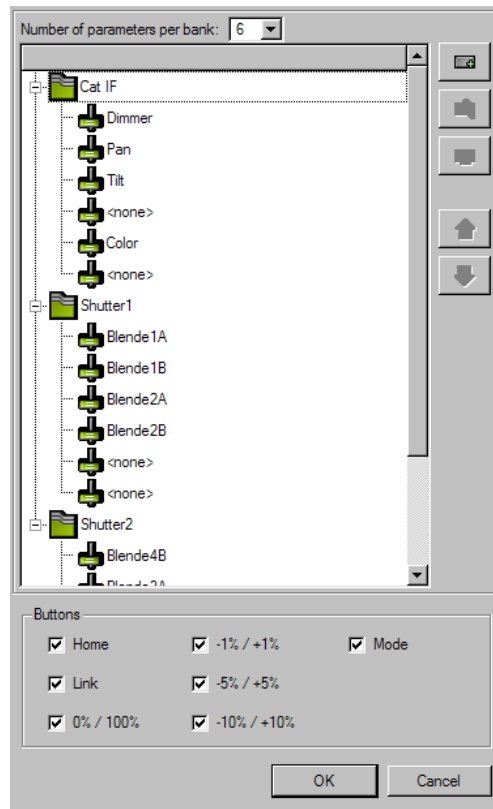 Number of parameters per bank: 6
Cat IF
Dimmer
Pan
Tilt
<none>
Color
<none>
Shutter1
Blende1A
Blende1B
Blende2A
Blende2B
<none>
<none>
Shutter2
Blende4B
Buttons
Home -1% / +1% Mode
Link -5% / +5%
0% / 100% -10% / +10%
OK Cancel